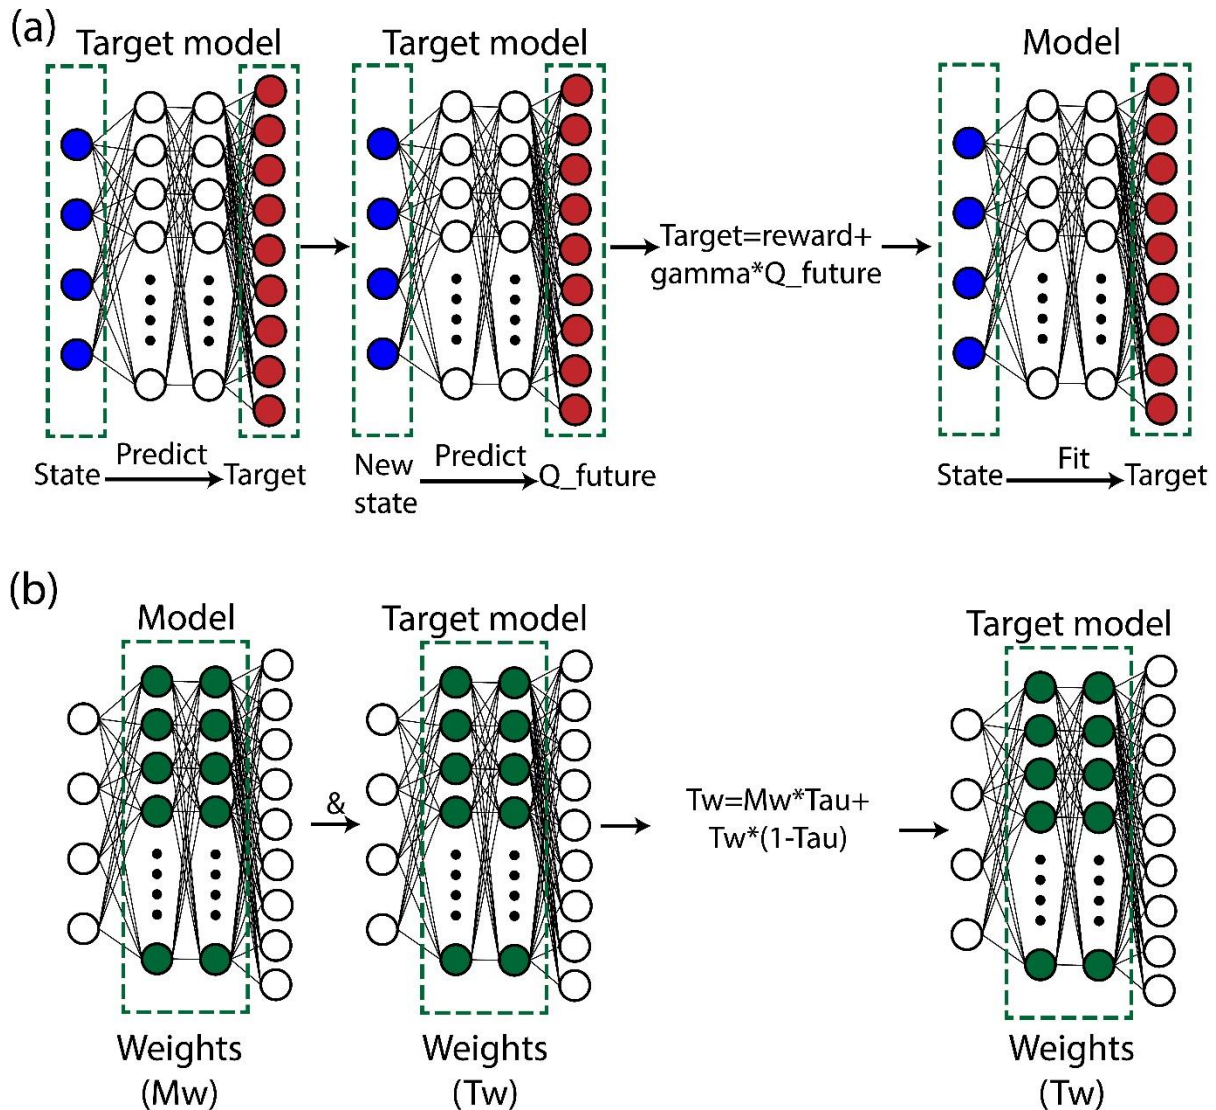 (a)
Target model
Target model
Model
Target=reward+
gamma*Q_future
State
Predict
Target
New
state
Predict
Q_future
State
Fit
Target
(b)
Model
Target model
Target model
&
Tw=Mw*Tau+
Tw*(1-Tau)
Weights
(Mw)
Weights
(Tw)
Weights
(Tw)